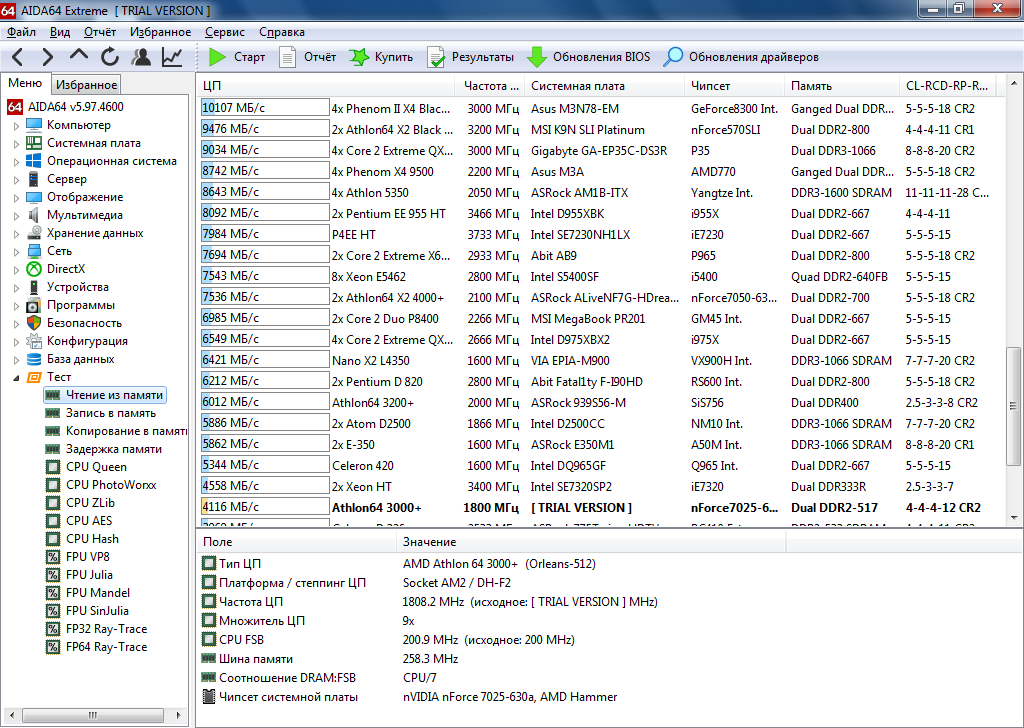 64 AIDA64 Extreme [ TRIAL VERSION ]
Файл Вид Отчёт Избранное Сервис Справка
Старт Отчёт Купить Результаты Обновления BIOS Обновления драйверов
Меню Избранное
64 AIDA64 v5.97.4600
Компьютер
Системная плата
Операционная система
Сервер
Отображение
Мультимедиа
Хранение данных
Сеть
DirectX
Устройства
Программы
Безопасность
Конфигурация
База данных
Тест
Чтение из памяти
Запись в память
Копирование в памят
Задержка памяти
CPU Queen
CPU PhotoWorxx
CPU ZLib
CPU AES
CPU Hash
FPU VP8
FPU Julia
FPU Mandel
FPU SinJulia
FP32 Ray-Trace
FP64 Ray-Trace
ЦП Частота ... Системная плата Чипсет Память CL-RCD-RP-R...
10107 МБ/с 4x Phenom II X4 Blac... 3000 МГц Asus M3N78-EM GeForce8300 Int. Ganged Dual DDR... 5-5-5-18 CR2
9476 МБ/с 2x Athlon64 X2 Black ... 3200 МГц MSI K9N SLI Platinum nForce570SLI Dual DDR2-800 4-4-4-11 CR1
9034 МБ/с 4x Core 2 Extreme QX... 3000 МГц Gigabyte GA-EP35C-DS3R P35 Dual DDR3-1066 8-8-8-20 CR2
8742 МБ/с 4x Phenom X4 9500 2200 МГц Asus M3A AMD770 Ganged Dual DDR... 5-5-5-18 CR2
8643 МБ/с 4x Athlon 5350 2050 МГц ASRock AM1B-ITX Yangtze Int. DDR3-1600 SDRAM 11-11-11-28 C...
8092 МБ/с 2x Pentium EE 955 HT 3466 МГц Intel D955XBK i955X Dual DDR2-667 4-4-4-11
7984 МБ/с P4EE HT 3733 МГц Intel SE7230NH1LX iE7230 Dual DDR2-667 5-5-5-15
7694 МБ/с 2x Core 2 Extreme X6... 2933 МГц Abit AB9 P965 Dual DDR2-800 5-5-5-18 CR2
7543 МБ/с 8x Xeon E5462 2800 МГц Intel S5400SF i5400 Quad DDR2-640FB 5-5-5-15
7536 МБ/с 2x Athlon64 X2 4000+ 2100 МГц ASRock ALiveNF7G-HDrea... nForce7050-63... Dual DDR2-700 5-5-5-18 CR2
6985 МБ/с 2x Core 2 Duo P8400 2266 МГц MSI MegaBook PR201 GM45 Int. Dual DDR2-667 5-5-5-15
6549 МБ/с 4x Core 2 Extreme QX... 2666 МГц Intel D975XBX2 i975X Dual DDR2-667 5-5-5-15
6421 МБ/с Nano X2 L4350 1600 МГц VIA EPIA-M900 VX900H Int. DDR3-1066 SDRAM 7-7-7-20 CR2
6212 МБ/с 2x Pentium D 820 2800 МГц Abit Fatal1ty F-I90HD RS600 Int. Dual DDR2-800 5-5-5-18 CR2
6012 МБ/с Athlon64 3200+ 2000 МГц ASRock 939S56-M SiS756 Dual DDR400 2.5-3-3-8 CR2
5886 МБ/с 2x Atom D2500 1866 МГц Intel D2500CC NM10 Int. DDR3-1066 SDRAM 7-7-7-20 CR2
5862 МБ/с 2x E-350 1600 МГц ASRock E350M1 A50M Int. DDR3-1066 SDRAM 8-8-8-20 CR1
5344 МБ/с Celeron 420 1600 МГц Intel DQ965GF Q965 Int. Dual DDR2-667 5-5-5-15
4558 МБ/с 2x Xeon HT 3400 МГц Intel SE7320SP2 iE7320 Dual DDR333R 2.5-3-3-7
4116 МБ/с Athlon64 3000+ 1800 МГц [ TRIAL VERSION ] nForce7025-6... Dual DDR2-517 4-4-4-12 CR2
Поле Значение
Тип ЦП AMD Athlon 64 3000+ (Orleans-512)
Платформа / степпинг ЦП Socket AM2 / DH-F2
Частота ЦП 1808.2 MHz (исходное: [ TRIAL VERSION ] MHz)
Множитель ЦП 9x
CPU FSB 200.9 MHz (исходное: 200 MHz)
Шина памяти 258.3 MHz
Соотношение DRAM:FSB CPU/7
Чипсет системной платы nVIDIA nForce 7025-630a, AMD Hammer